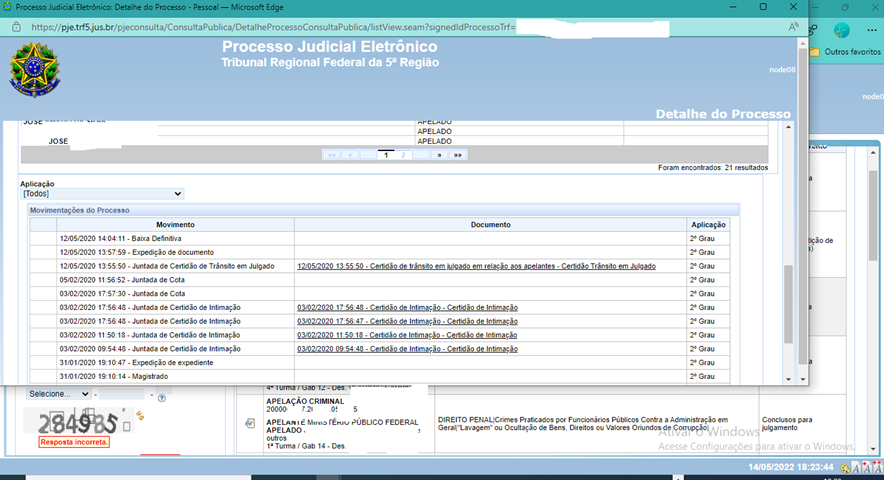 Processo Judicial Eletrônico: Detalhe do Processo - Pessoal — Microsoft Edge
https://pje.trf5.jus.br/pjeconsulta/ConsultaPublica/DetalheProcessoConsultaPublica/listView.seam?signedIdProcessoTrf=
Outros favoritos
Processo Judicial Eletrônico
Tribunal Regional Federal da 5ª Região
node08
Detalhe do Processo
JOSE APELADO
APELADO
JOSE APELADO
«« « 1 2 » »»
Foram encontrados: 21 resultados
Aplicação
[Todos]
Movimentações do Processo
Movimento Documento Aplicação
12/05/2020 14:04:11 - Baixa Definitiva 2º Grau
12/05/2020 13:57:59 - Expedição de documento 2º Grau
12/05/2020 13:55:50 - Juntada de Certidão de Trânsito em Julgado 12/05/2020 13:55:50 - Certidão de trânsito em julgado em relação aos apelantes - Certidão Trânsito em Julgado 2º Grau
05/02/2020 11:56:52 - Juntada de Cota 2º Grau
03/02/2020 17:57:30 - Juntada de Cota 2º Grau
03/02/2020 17:56:48 - Juntada de Certidão de Intimação 03/02/2020 17:56:48 - Certidão de Intimação - Certidão de Intimação 2º Grau
03/02/2020 17:56:48 - Juntada de Certidão de Intimação 03/02/2020 17:56:47 - Certidão de Intimação - Certidão de Intimação 2º Grau
03/02/2020 11:50:18 - Juntada de Certidão de Intimação 03/02/2020 11:50:18 - Certidão de Intimação - Certidão de Intimação 2º Grau
03/02/2020 09:54:48 - Juntada de Certidão de Intimação 03/02/2020 09:54:48 - Certidão de Intimação - Certidão de Intimação 2º Grau
31/01/2020 19:10:47 - Expedição de expediente 2º Grau
31/01/2020 19:10:14 - Magistrado 2º Grau
Selecione... - -
284985
Resposta incorreta.
4ª Turma / Gab 12 - Des.
APELAÇÃO CRIMINAL
APELANTE MINISTÉRIO PÚBLICO FEDERAL
APELADO
outros
1ª Turma / Gab 14 - Des.
DIREITO PENAL|Crimes Praticados por Funcionários Públicos Contra a Administração em
Geral|"Lavagem" ou Ocultação de Bens, Direitos ou Valores Oriundos de Corrupção|
Conclusos para
julgamento
Ativar o Windows
Acesse Configurações para ativar o Windows.
14/05/2022 18:23:44 A A A